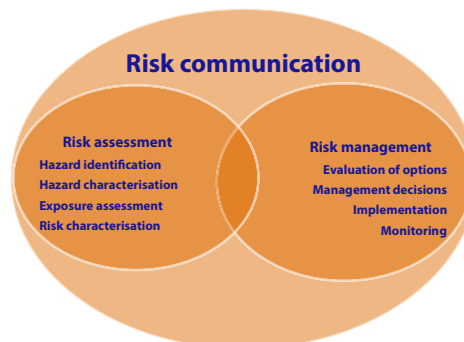 Risk communication
Risk assessment
Hazard identification
Hazard characterisation
Exposure assessment
Risk characterisation
Risk management
Evaluation of options
Management decisions
Implementation
Monitoring